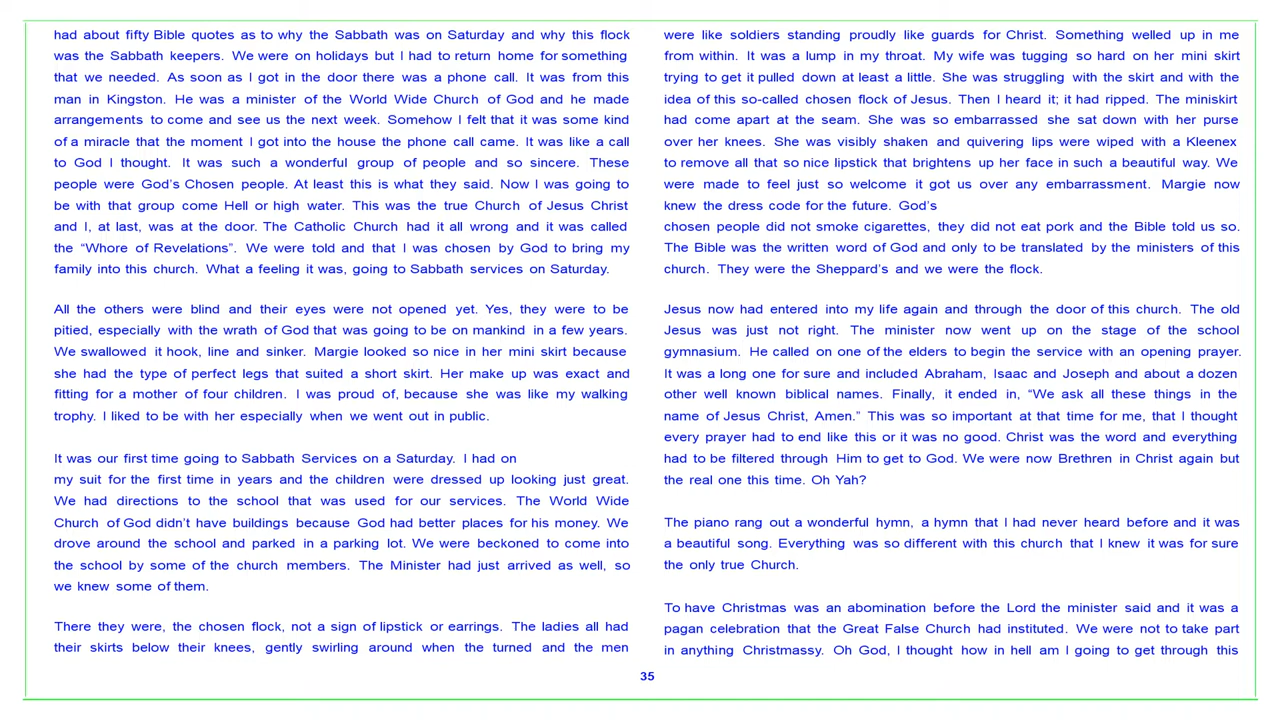 had about fifty Bible quotes as to why the Sabbath was on Saturday and why this flock
was the Sabbath keepers. We were on holidays but I had to return home for something
that we needed. As soon as I got in the door there was a phone call. It was from this
man in Kingston. He was a minister of the World Wide Church of God and he made
arrangements to come and see us the next week. Somehow I felt that it was some kind
of a miracle that the moment I got into the house the phone call came. It was like a call
to God I thought. It was such a wonderful group of people and so sincere. These
people were God's Chosen people. At least this is what they said. Now I was going to
be with that group come Hell or high water. This was the true Church of Jesus Christ
and I, at last, was at the door. The Catholic Church had it all wrong and it was called
the “Whore of Revelations”. We were told and that I was chosen by God to bring my
family into this church. What a feeling it was, going to Sabbath services on Saturday.
All the others were blind and their eyes were not opened yet. Yes, they were to be
pitied, especially with the wrath of God that was going to be on mankind in a few years.
We swallowed it hook, line and sinker. Margie looked so nice in her mini skirt because
she had the type of perfect legs that suited a short skirt. Her make up was exact and
fitting for a mother of four children. I was proud of, because she was like my walking
trophy. I liked to be with her especially when we went out in public.
It was our first time going to Sabbath Services on a Saturday. I had on
my suit for the first time in years and the children were dressed up looking just great.
We had directions to the school that was used for our services. The World Wide
Church of God didn't have buildings because God had better places for his money. We
drove around the school and parked in a parking lot. We were beckoned to come into
the school by some of the church members. The Minister had just arrived as well, so
we knew some of them.
There they were, the chosen flock, not a sign of lipstick or earrings. The ladies all had
their skirts below their knees, gently swirling around when the turned and the men
were like soldiers standing proudly like guards for Christ. Something welled up in me
from within. It was a lump in my throat. My wife was tugging so hard on her mini skirt
trying to get it pulled down at least a little. She was struggling with the skirt and with the
idea of this so-called chosen flock of Jesus. Then I heard it; it had ripped. The miniskirt
had come apart at the seam. She was so embarrassed she sat down with her purse
over her knees. She was visibly shaken and quivering lips were wiped with a Kleenex
to remove all that so nice lipstick that brightens up her face in such a beautiful way. We
were made to feel just so welcome it got us over any embarrassment. Margie now
knew the dress code for the future. God's
chosen people did not smoke cigarettes, they did not eat pork and the Bible told us so.
The Bible was the written word of God and only to be translated by the ministers of this
church. They were the Sheppard's and we were the flock.
Jesus now had entered into my life again and through the door of this church. The old
Jesus was just not right. The minister now went up on the stage of the school
gymnasium. He called on one of the elders to begin the service with an opening prayer.
It was a long one for sure and included Abraham, Isaac and Joseph and about a dozen
other well known biblical names. Finally, it ended in, “We ask all these things in the
name of Jesus Christ, Amen.” This was so important at that time for me, that I thought
every prayer had to end like this or it was no good. Christ was the word and everything
had to be filtered through Him to get to God. We were now Brethren in Christ again but
the real one this time. Oh Yah?
The piano rang out a wonderful hymn, a hymn that I had never heard before and it was
a beautiful song. Everything was so different with this church that I knew it was for sure
the only true Church.
To have Christmas was an abomination before the Lord the minister said and it was a
pagan celebration that the Great False Church had instituted. We were not to take part
in anything Christmassy. Oh God, I thought how in hell am I going to get through this
35